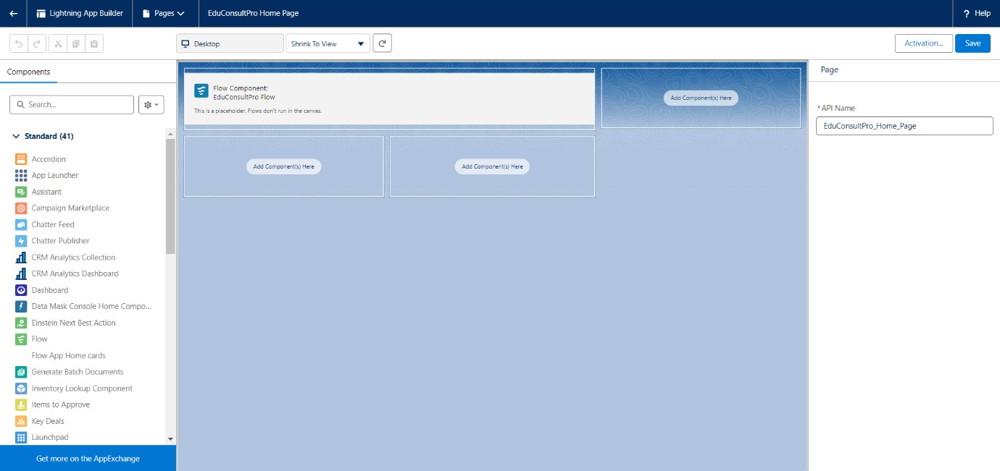 Lightning App Builder
Pages
EduConsultPro Home Page
? Help
Desktop
Shrink To View
Activation...
Save
Components
Search...
Standard (41)
Accordion
App Launcher
Assistant
Campaign Marketplace
Chatter Feed
Chatter Publisher
CRM Analytics Collection
CRM Analytics Dashboard
Dashboard
Data Mask Console Home Compo...
Einstein Next Best Action
Flow
Flow App Home cards
Generate Batch Documents
Inventory Lookup Component
Items to Approve
Key Deals
Launchpad
Get more on the AppExchange
Flow Component:
EduConsultPro Flow
This is a placeholder. Flows don't run in the canvas.
Add Component(s) Here
Add Component(s) Here
Add Component(s) Here
Page
*API Name
EduConsultPro_Home_Page